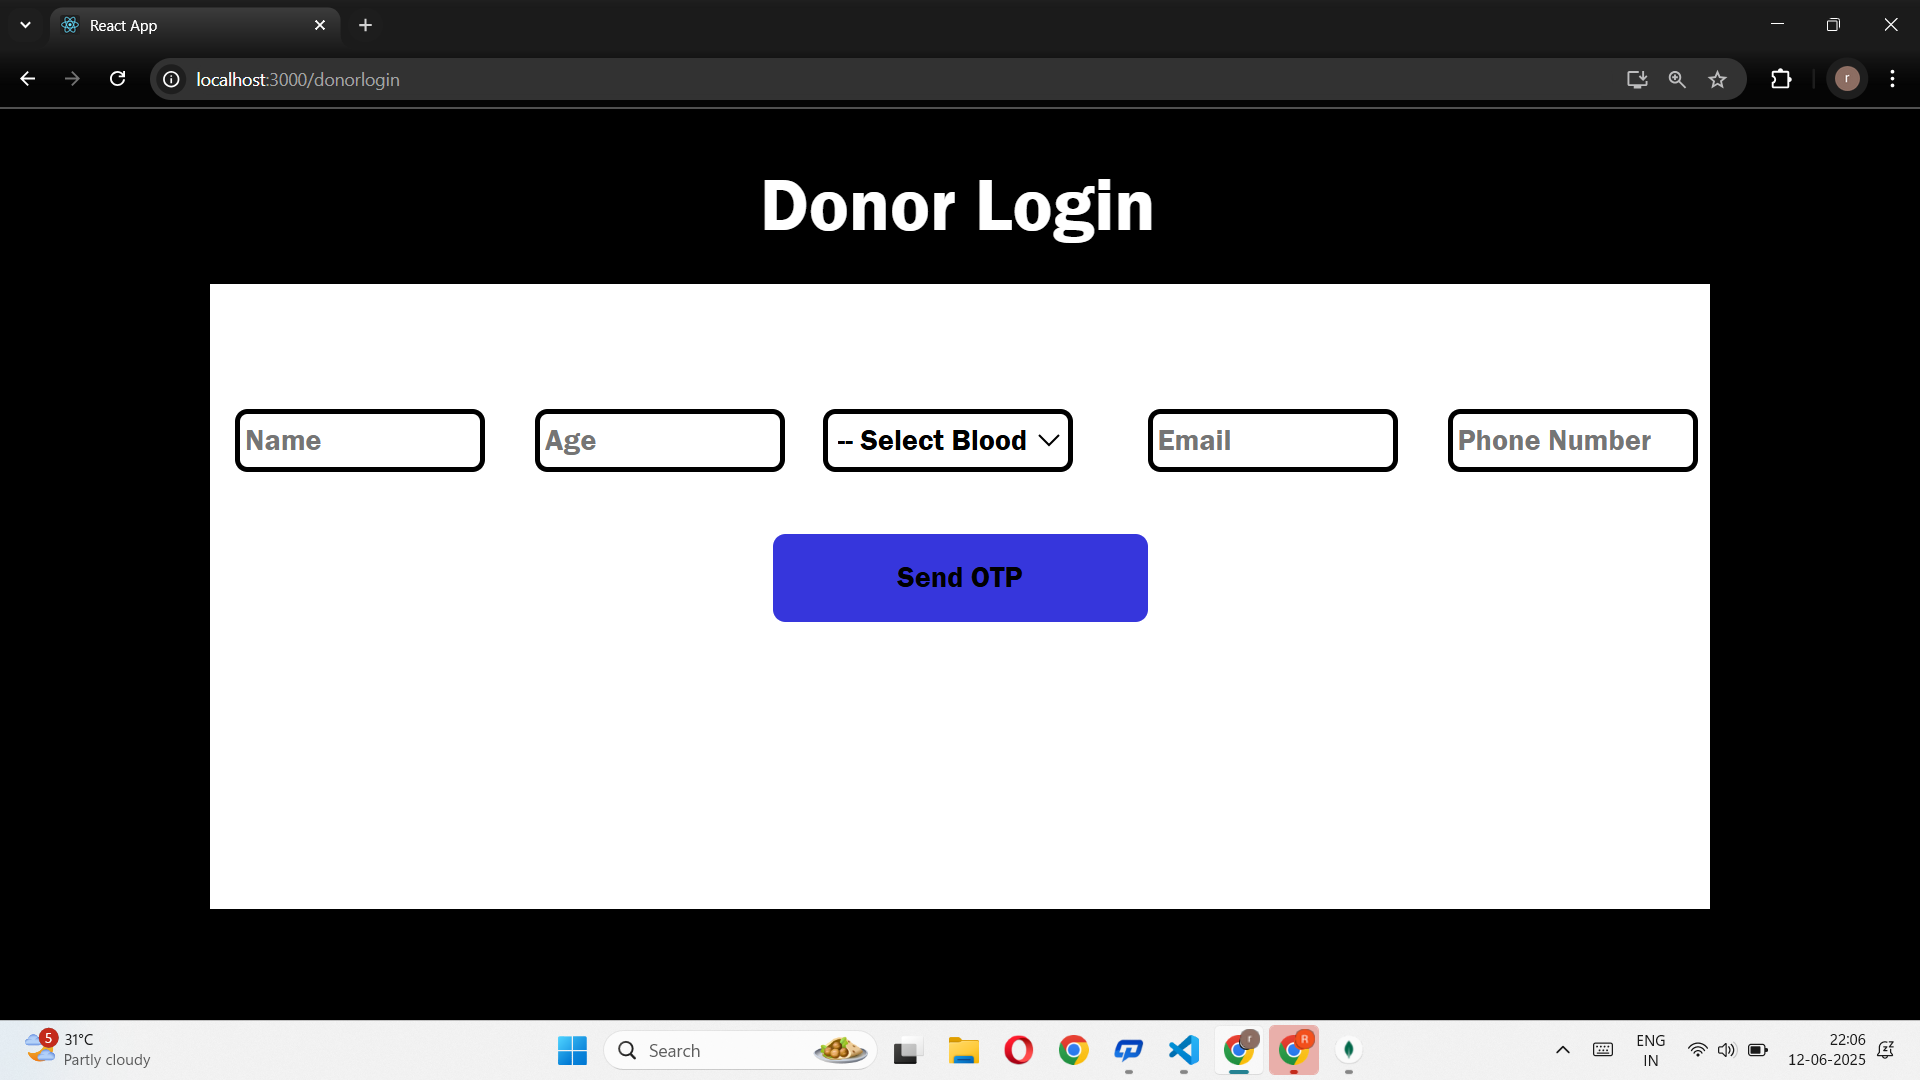 React App
localhost:3000/donorlogin
r
Donor Login
Name
Age
-- Select Blood
Email
Phone Number
Send OTP
5
31°C
Partly cloudy
Search
r
R
ENG
IN
22:06
12-06-2025